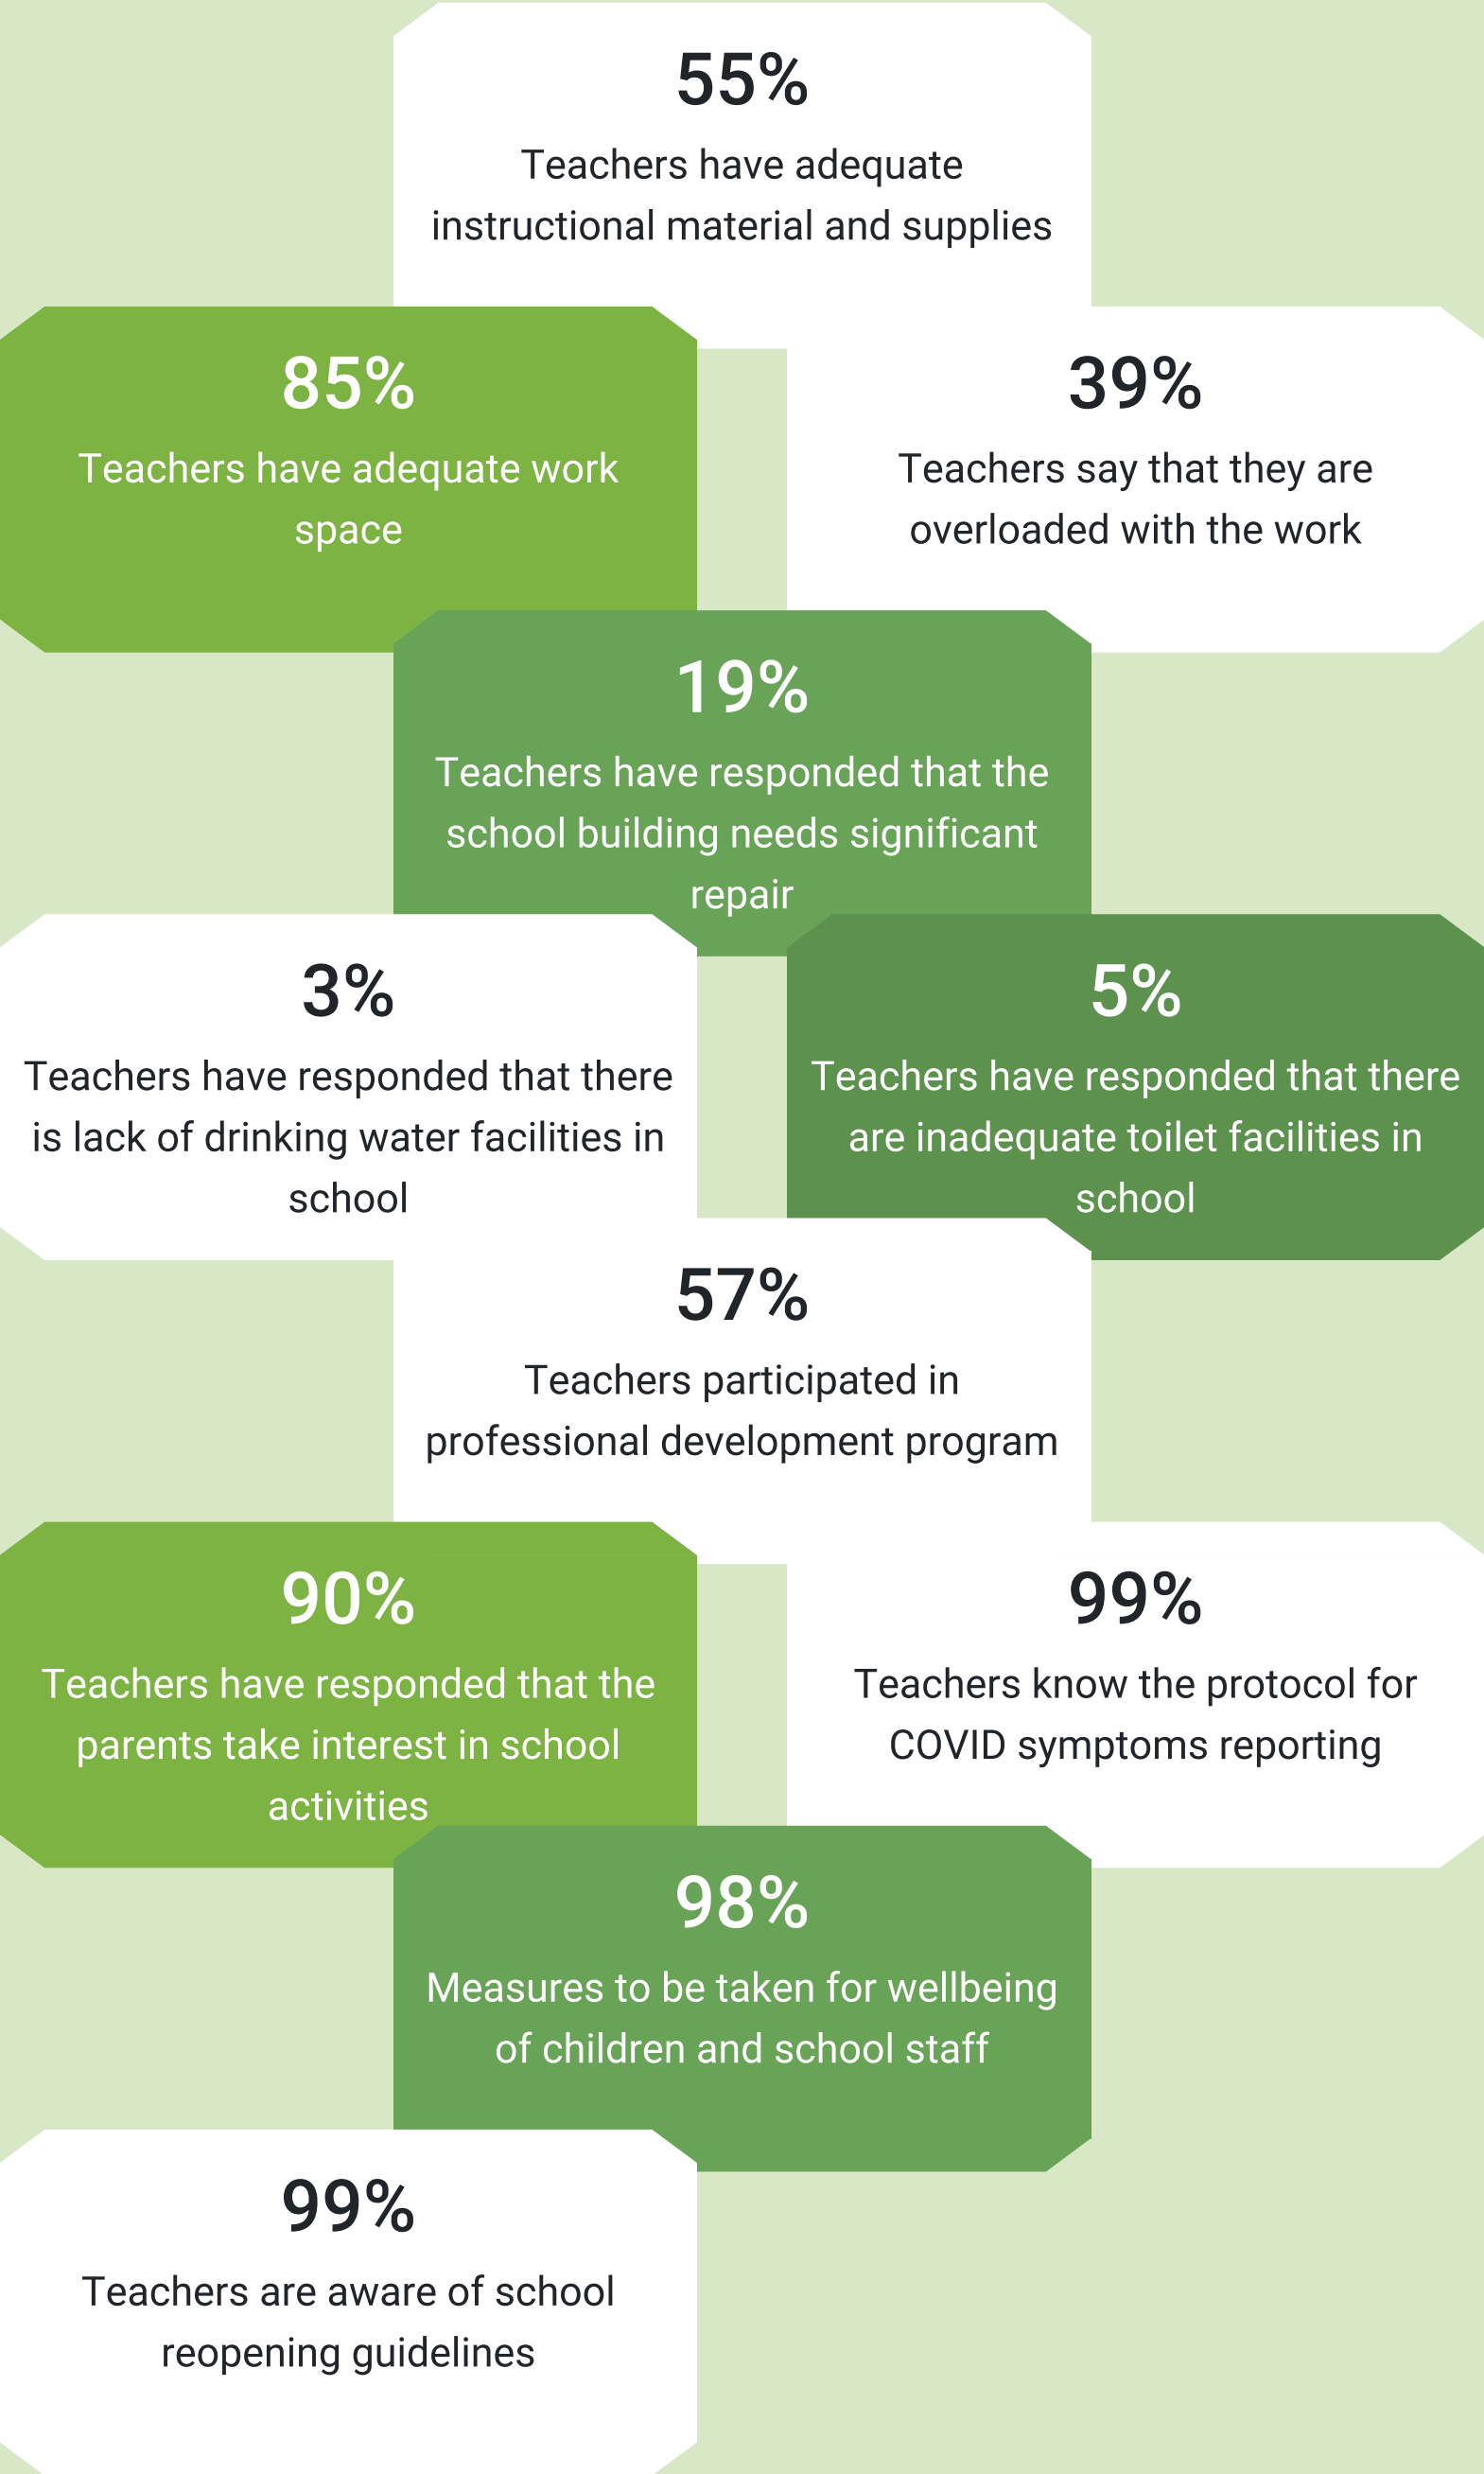 55%
Teachers have adequate
instructional material and supplies
85%
Teachers have adequate work
space
39%
Teachers say that they are
overloaded with the work
19%
Teachers have responded that the
school building needs significant
repair
3%
Teachers have responded that there
is lack of drinking water facilities in
school
5%
Teachers have responded that there
are inadequate toilet facilities in
school
57%
Teachers participated in
professional development program
90%
Teachers have responded that the
parents take interest in school
activities
99%
Teachers know the protocol for
COVID symptoms reporting
98%
Measures to be taken for wellbeing
of children and school staff
99%
Teachers are aware of school
reopening guidelines